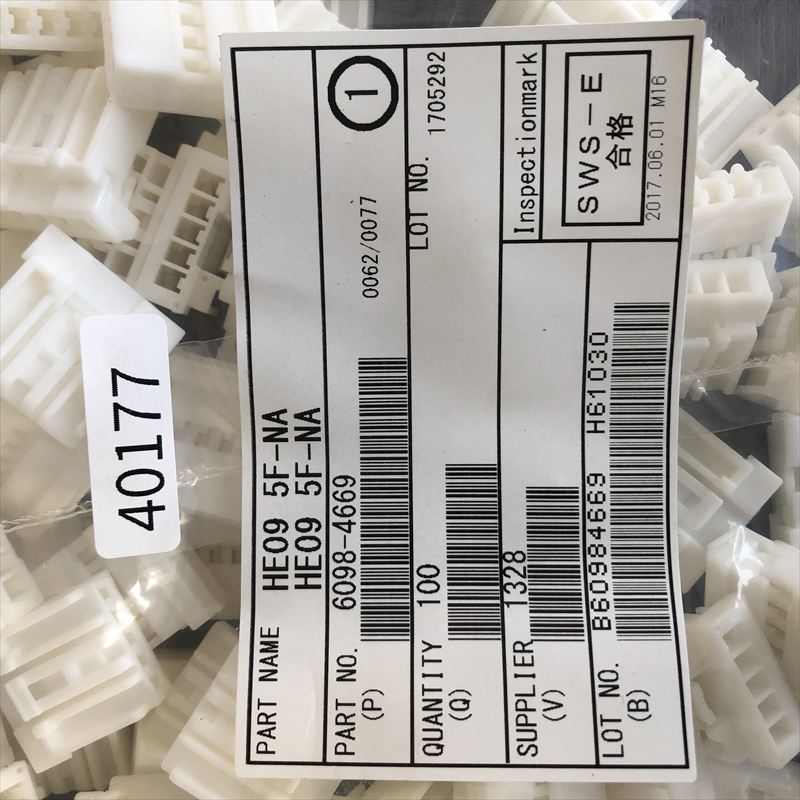 PART NAME
HE09 5F-NA
HE09 5F-NA
PART NO.
(P)
6098-4669
0062/0077
1
QUANTITY
(Q)
100
LOT NO.
1705292
SUPPLIER
(V)
1328
Inspectionmark
SWS-E
合格
2017.06.01 M16
LOT NO.
(B)
B60984669 H61030
40177